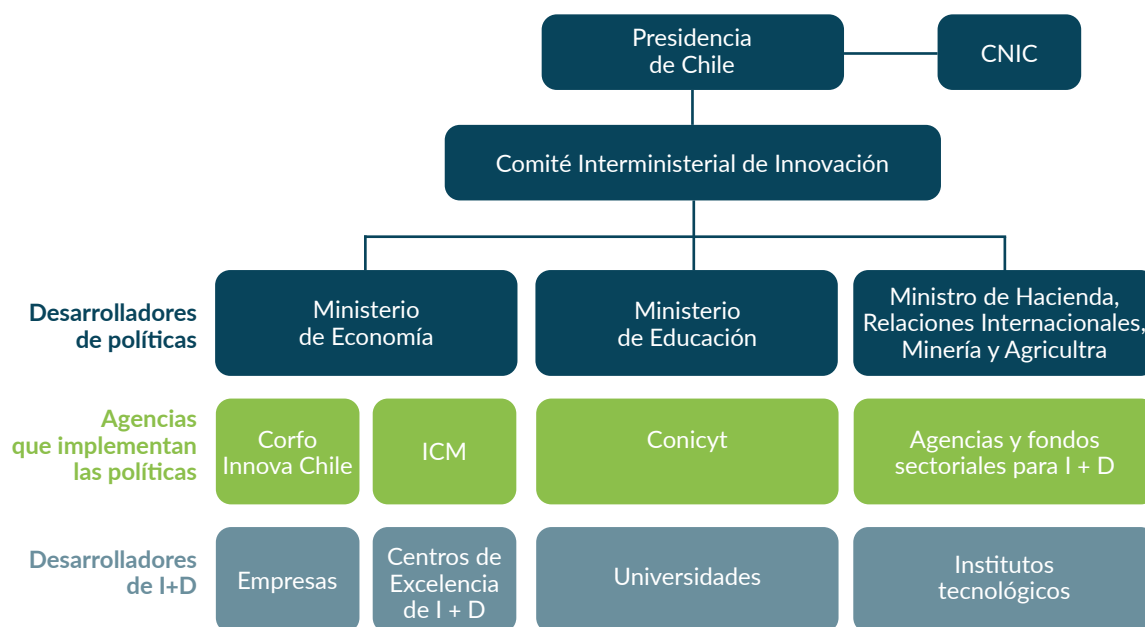 Presidencia
de Chile
CNIC
Comité Interministerial de Innovación
Desarrolladores
de políticas
Ministerio
de Economía
Ministerio
de Educación
Ministro de Hacienda,
Relaciones Internacionales,
Minería y Agricultra
Agencias
que implementan
las políticas
Corfo
Innova Chile
ICM
Conicyt
Agencias y fondos
sectoriales para I + D
Desarrolladores
de I+D
Empresas
Centros de
Excelencia
de I + D
Universidades
Institutos
tecnológicos